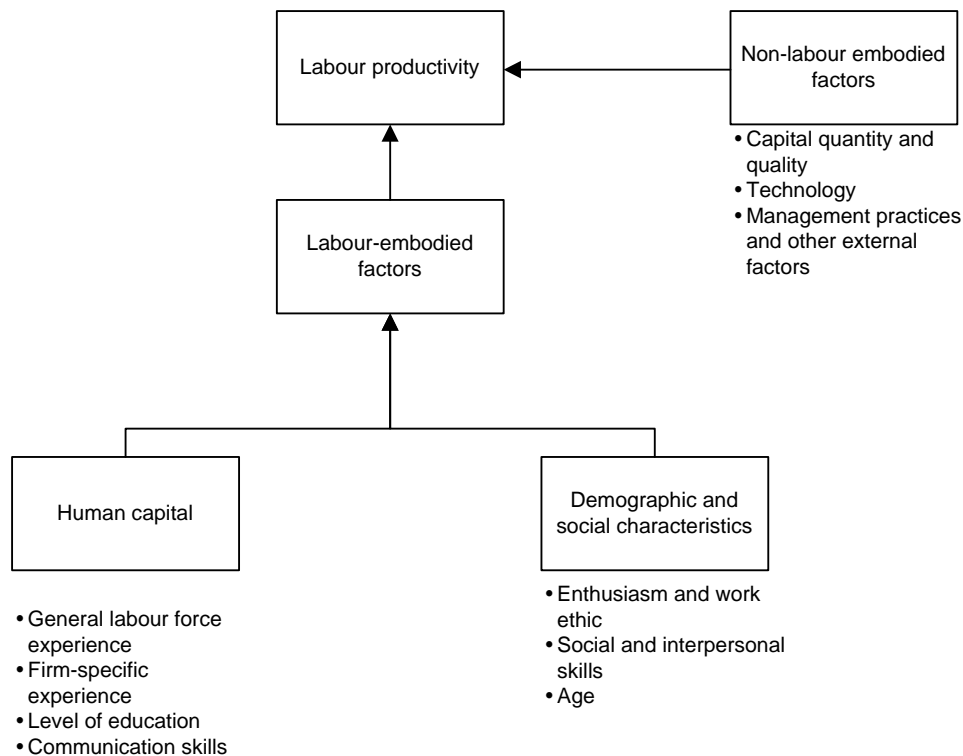 Labour productivity
Non-labour embodied
factors
• Capital quantity and
quality
• Technology
• Management practices
and other external
factors
Labour-embodied
factors
Human capital
Demographic and
social characteristics
• General labour force
experience
• Firm-specific
experience
• Level of education
• Communication skills
• Enthusiasm and work
ethic
• Social and interpersonal
skills
• Age